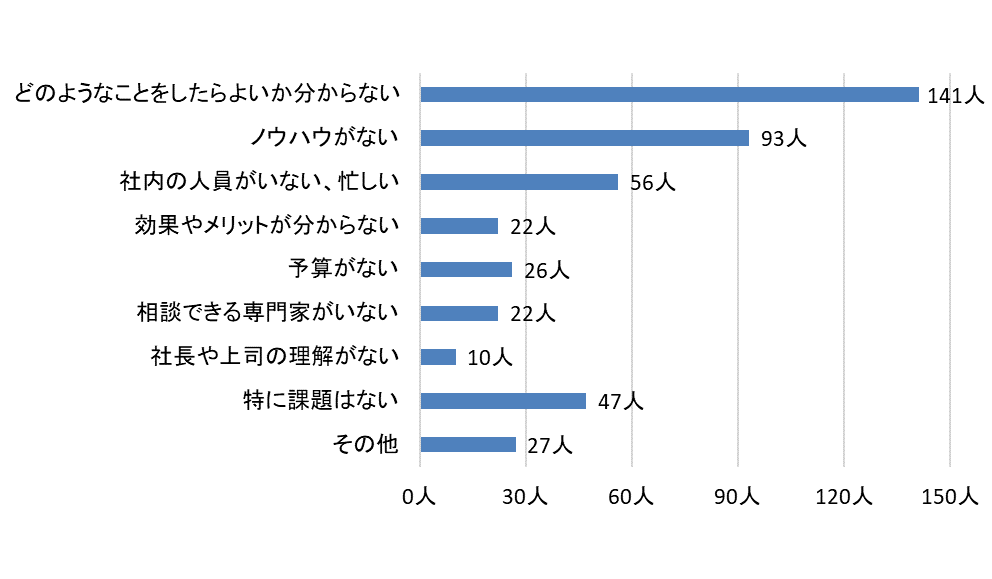 どのようなことをしたらよいか分からない 141人
ノウハウがない 93人
社内の人員がいない、忙しい 56人
効果やメリットが分からない 22人
予算がない 26人
相談できる専門家がいない 22人
社長や上司の理解がない 10人
特に課題はない 47人
その他 27人
0人 30人 60人 90人 120人 150人